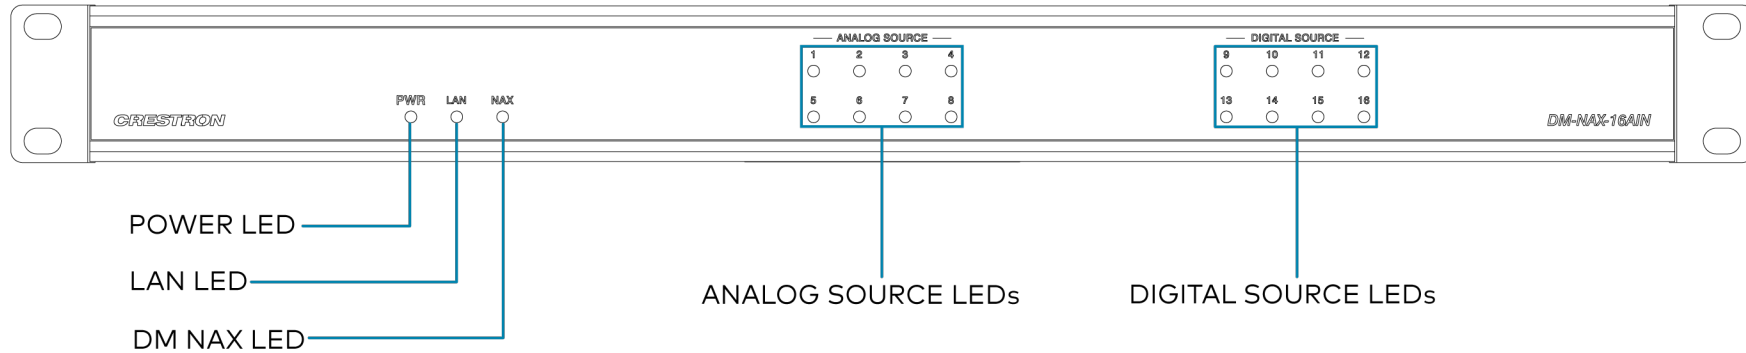 ANALOG SOURCE
1 2 3 4
5 6 7 8
DIGITAL SOURCE
9 10 11 12
13 14 15 16
PWR LAN NAX
CRESTRON
DM-NAX-16AIN
POWER LED
LAN LED
DM NAX LED
ANALOG SOURCE LEDs
DIGITAL SOURCE LEDs